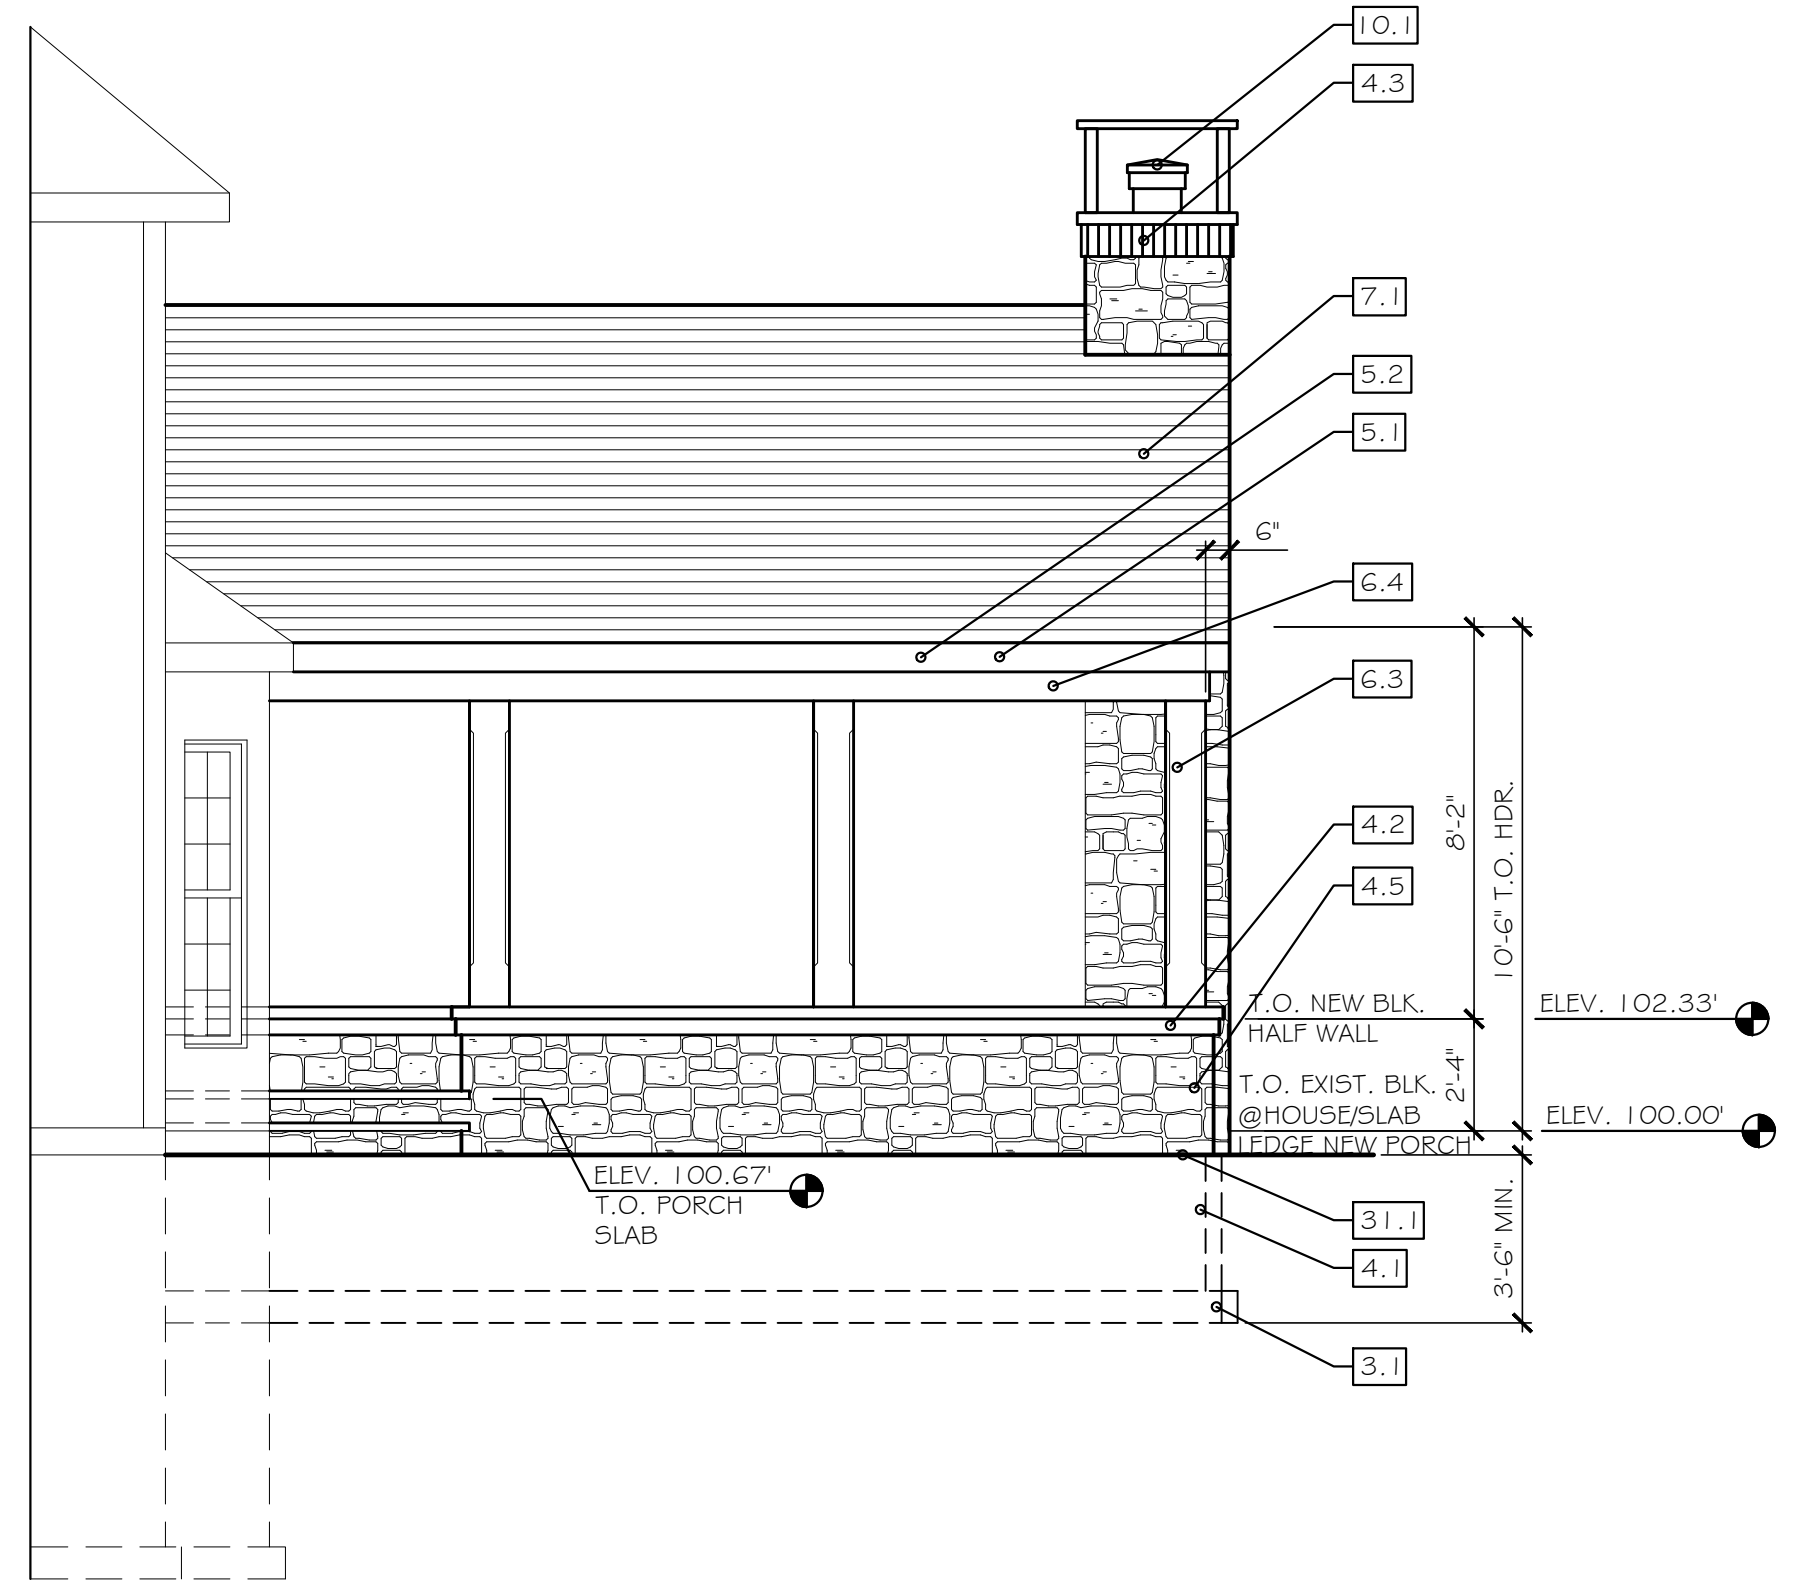 10.1
4.3
7.1
5.2
5.1
6"
6.4
6.3
8'-2"
10'-6" T.O. HDR.
4.2
4.5
T.O. NEW BLK.
HALF WALL
ELEV. 102.33'
2'-4"
T.O. EXIST. BLK.
@HOUSE/SLAB
LEDGE NEW PORCH
ELEV. 100.00'
ELEV. 100.67'
T.O. PORCH
SLAB
3'-6" MIN.
31.1
4.1
3.1